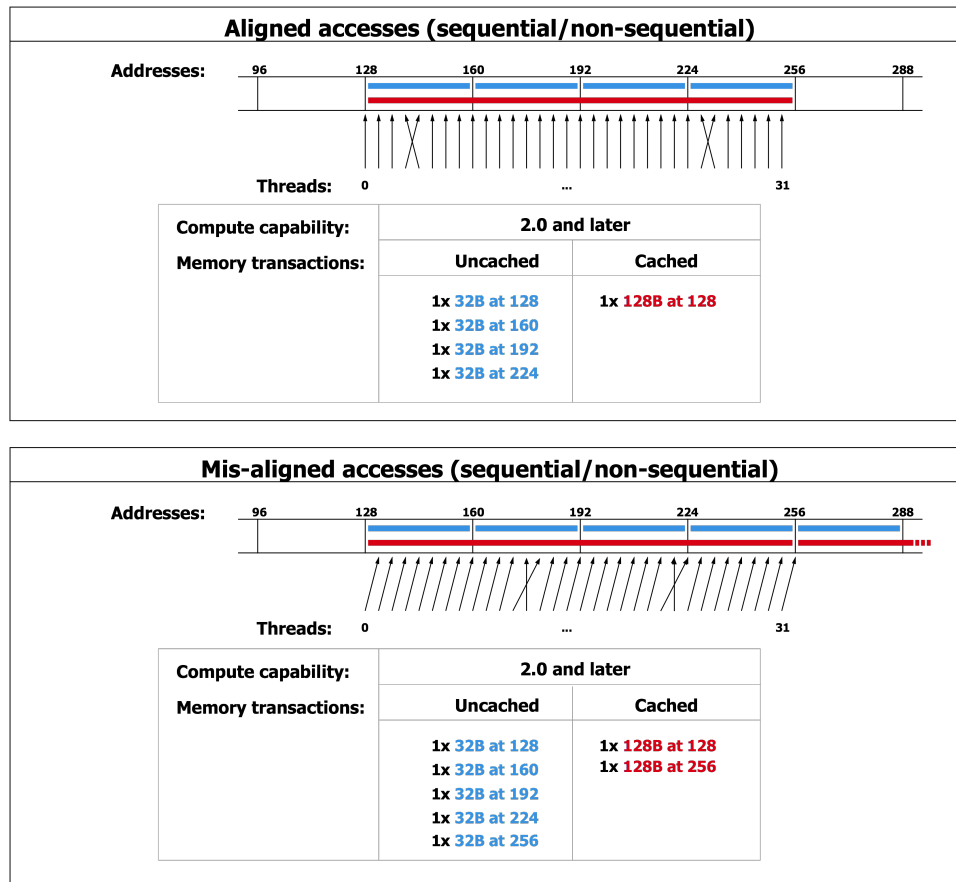 Aligned accesses (sequential/non-sequential)
Addresses: 96 128 160 192 224 256 288
Threads: 0 ... 31
Compute capability: 2.0 and later
Memory transactions: Uncached Cached
1x 32B at 128 1x 128B at 128
1x 32B at 160
1x 32B at 192
1x 32B at 224
Mis-aligned accesses (sequential/non-sequential)
Addresses: 96 128 160 192 224 256 288
Threads: 0 ... 31
Compute capability: 2.0 and later
Memory transactions: Uncached Cached
1x 32B at 128 1x 128B at 128
1x 32B at 160 1x 128B at 256
1x 32B at 192
1x 32B at 224
1x 32B at 256